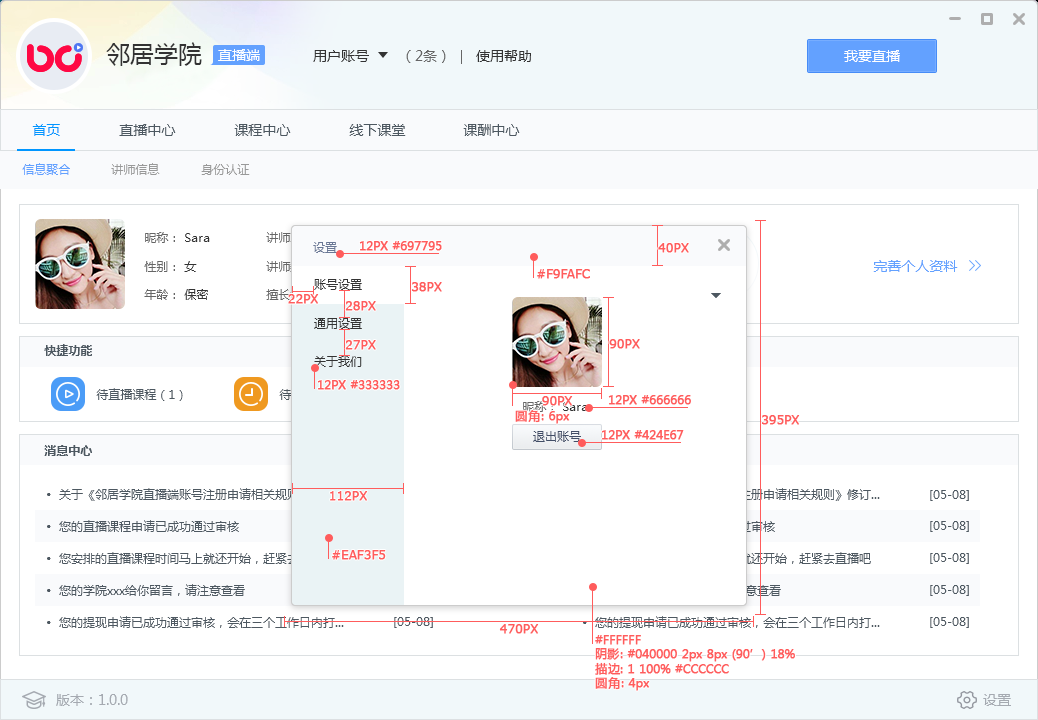 bci 邻居学院 直播端 用户账号 （2条） | 使用帮助 我要直播
首页 直播中心 课程中心 线下课堂 课酬中心
信息聚合 讲师信息 身份认证
昵称： Sara 讲师
性别： 女 讲师
年龄： 保密 擅长
完善个人资料
快捷功能
待直播课程（1） 待
消息中心
• 关于《邻居学院直播端账号注册申请相关规则
册申请相关规则》修订... [05-08]
• 您的直播课程申请已成功通过审核
过审核 [05-08]
• 您安排的直播课程时间马上就还开始，赶紧去
就还开始，赶紧去直播吧 [05-08]
• 您的学院xxx给你留言，请注意查看
意查看 [05-08]
• 您的提现申请已成功通过审核，会在三个工作日内打... [05-08]
• 您的提现申请已成功通过审核，会在三个工作日内打... [05-08]
设置 12PX #697795
40PX
#F9FAFC
账号设置 38PX
22PX
28PX
通用设置
27PX
关于我们
12PX #333333
90PX
90PX
昵称： Sara 12PX #666666
圆角: 6px
退出账号 12PX #424E67
395PX
112PX
#EAF3F5
470PX
#FFFFFF
阴影: #040000 2px 8px (90′ ) 18%
描边: 1 100% #CCCCCC
圆角: 4px
版本：1.0.0 设置